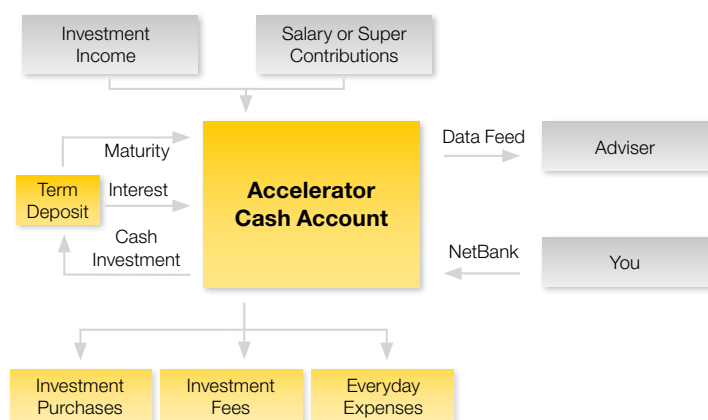 Investment
Income
Salary or Super
Contributions
Maturity
Data Feed
Adviser
Term
Deposit
Interest
Accelerator
Cash Account
Cash
Investment
NetBank
You
Investment
Purchases
Investment
Fees
Everyday
Expenses